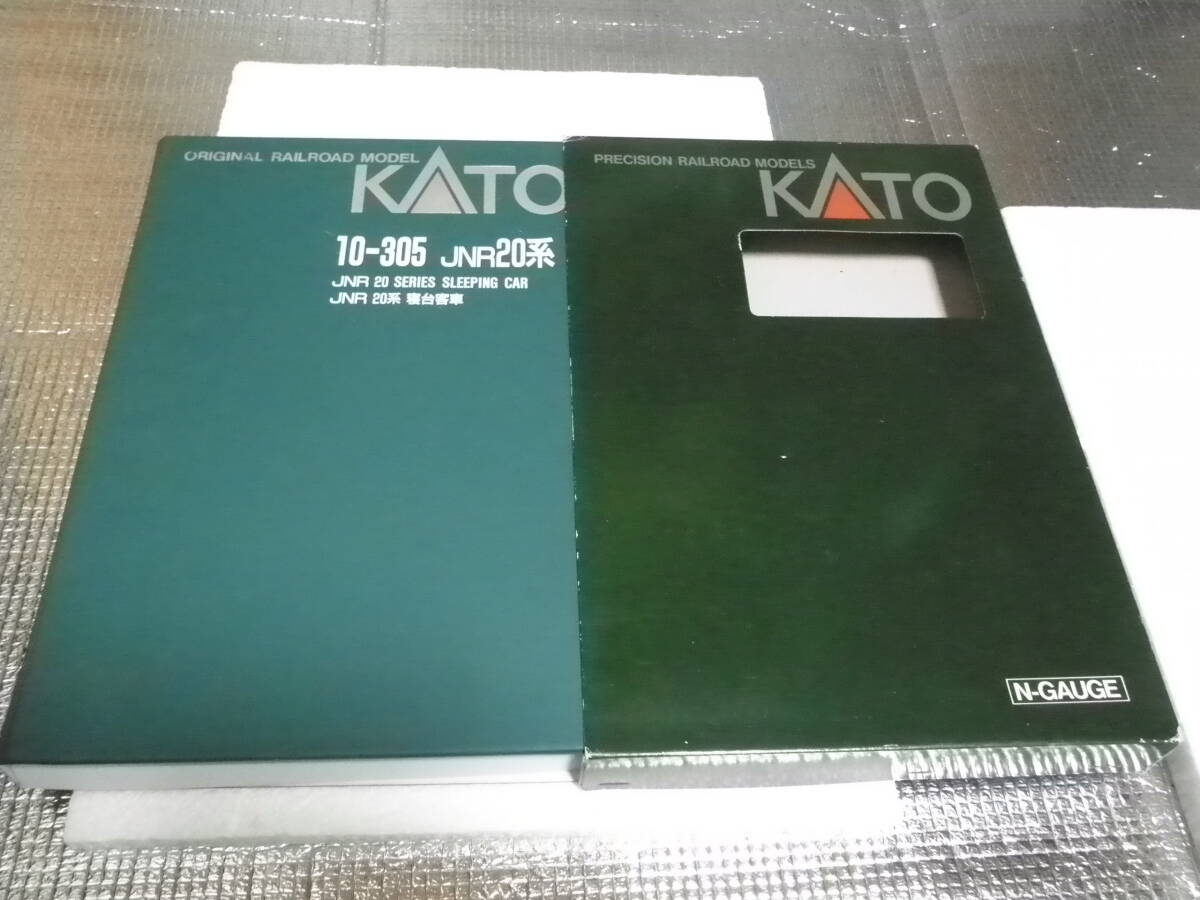 ORIGINAL RAILROAD MODEL
KATO
10-305 JNR20系
JNR 20 SERIES SLEEPING CAR
JNR 20系 寝台客車
PRECISION RAILROAD MODELS
KATO
N-GAUGE